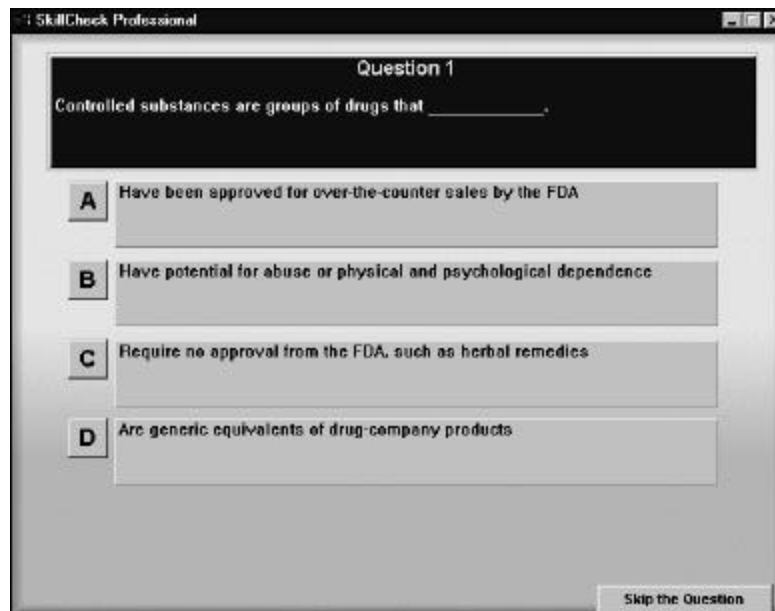 SkillCheck Professional
Question 1
Controlled substances are groups of drugs that ____________.
A
Have been approved for over-the-counter sales by the FDA
B
Have potential for abuse or physical and psychological dependence
C
Require no approval from the FDA, such as herbal remedies
D
Are generic equivalents of drug-company products
Skip the Question